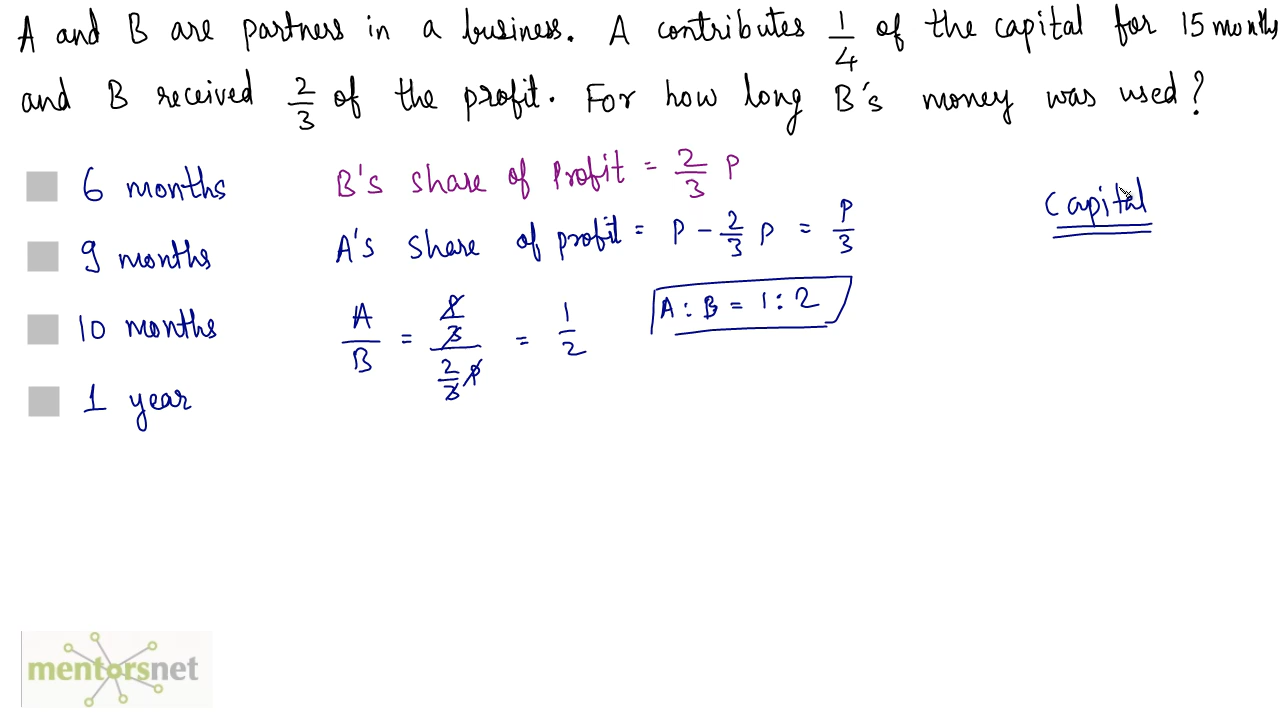 A and B are partners in a business. A contributes 1/4 of the capital for 15 months
and B received 2/3 of the profit. For how long B's money was used?
6 months
9 months
10 months
1 year
B's share of Profit = 2/3 P
A's share of profit = P - 2/3 P = P/3
A/B = (P/3)/(2/3 P) = 1/2
A : B = 1 : 2
Capital
mentorsnet